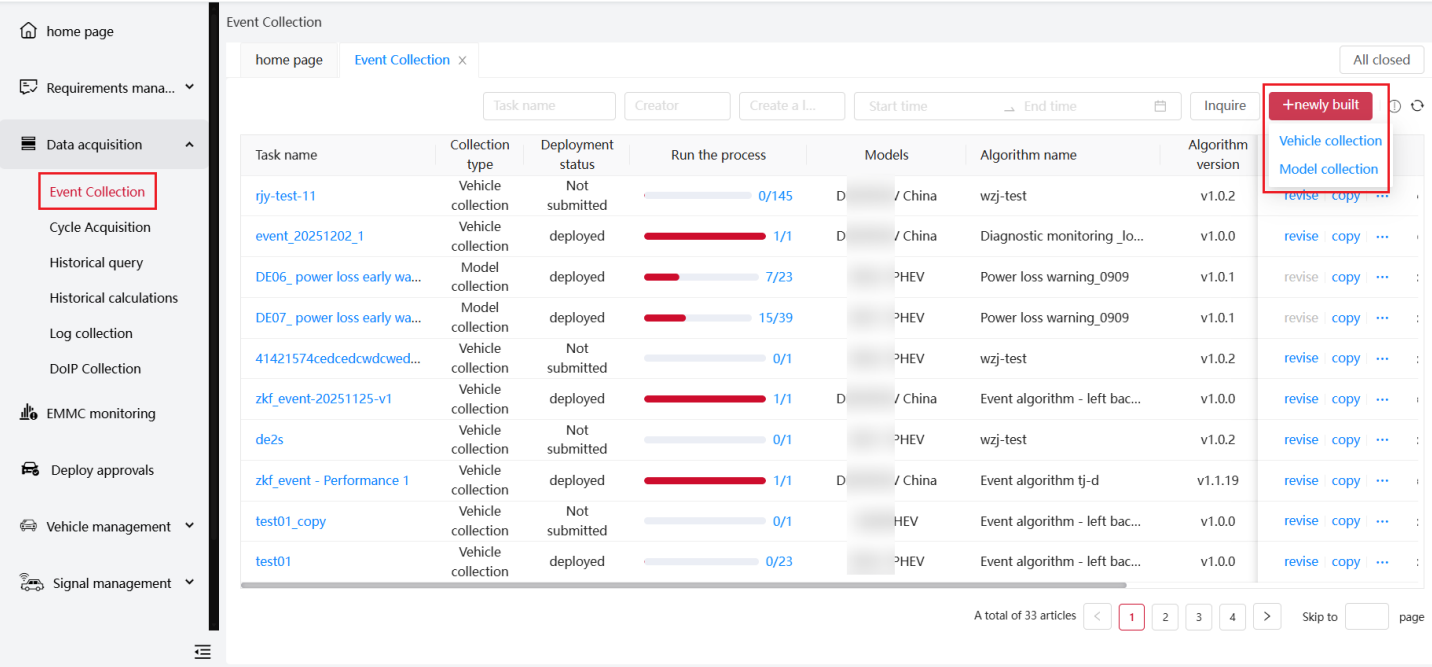 Event Collection
home page
Requirements mana...
Data acquisition
Event Collection
Cycle Acquisition
Historical query
Historical calculations
Log collection
DoIP Collection
EMMC monitoring
Deploy approvals
Vehicle management
Signal management
home page Event Collection All closed
Task name Creator Create a l... Start time End time Inquire +newly built
Vehicle collection
Model collection
Task name Collection type Deployment status Run the process Models Algorithm name Algorithm version
rjy-test-11 Vehicle collection Not submitted 0/145 D / China wzj-test v1.0.2 revise copy ...
event_20251202_1 Vehicle collection deployed 1/1 D / China Diagnostic monitoring _lo... v1.0.0 revise copy ...
DE06_ power loss early wa... Model collection deployed 7/23 PHEV Power loss warning_0909 v1.0.1 revise copy ...
DE07_ power loss early wa... Model collection deployed 15/39 PHEV Power loss warning_0909 v1.0.1 revise copy ...
41421574cedcedcwdcwed... Vehicle collection Not submitted 0/1 PHEV wzj-test v1.0.2 revise copy ...
zkf_event-20251125-v1 Vehicle collection deployed 1/1 D / China Event algorithm - left bac... v1.0.0 revise copy ...
de2s Vehicle collection Not submitted 0/1 PHEV wzj-test v1.0.2 revise copy ...
zkf_event - Performance 1 Vehicle collection deployed 1/1 D / China Event algorithm tj-d v1.1.19 revise copy ...
test01_copy Vehicle collection Not submitted 0/1 HEV Event algorithm - left bac... v1.0.0 revise copy ...
test01 Vehicle collection deployed 0/23 PHEV Event algorithm - left bac... v1.0.0 revise copy ...
A total of 33 articles < 1 2 3 4 > Skip to page